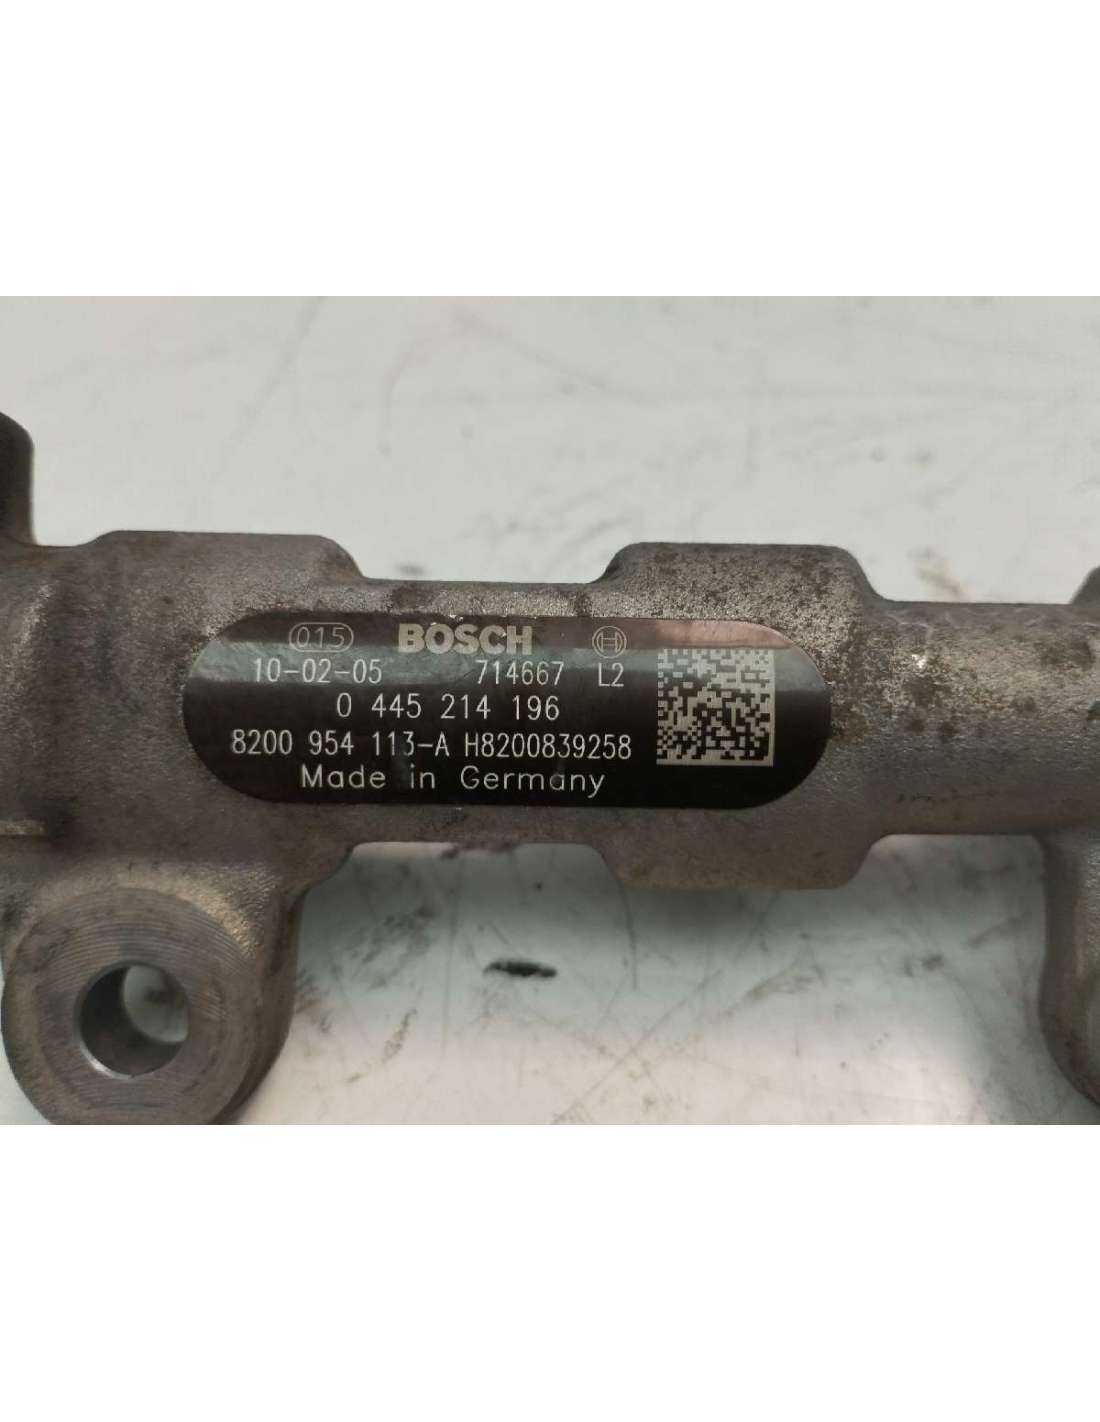 015 BOSCH
10-02-05 714667 L2
0 445 214 196
8200 954 113-A H8200839258
Made in Germany